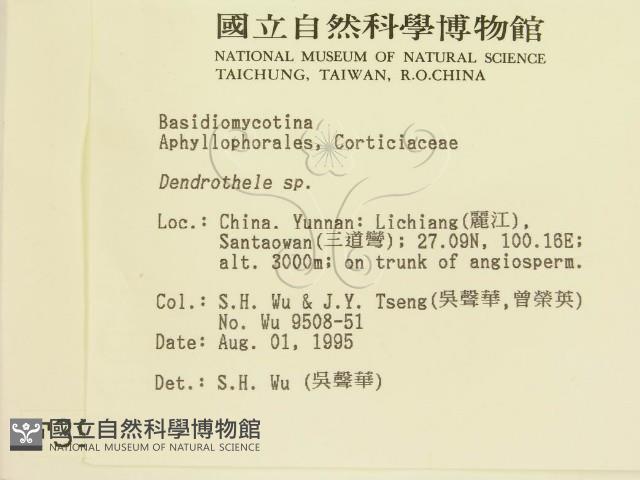 國立自然科學博物館
NATIONAL MUSEUM OF NATURAL SCIENCE
TAICHUNG, TAIWAN, R.O.CHINA
Basidiomycotina
Aphyllophorales, Corticiaceae
Dendrothele sp.
Loc.: China. Yunnan: Lichiang(麗江),
Santaowan(三道彎); 27.09N, 100.16E;
alt. 3000m; on trunk of angiosperm.
Col.: S.H. Wu & J.Y. Tseng(吳聲華,曾榮英)
No. Wu 9508-51
Date: Aug. 01, 1995
Det.: S.H. Wu (吳聲華)
國立自然科學博物館
NATIONAL MUSEUM OF NATURAL SCIENCE